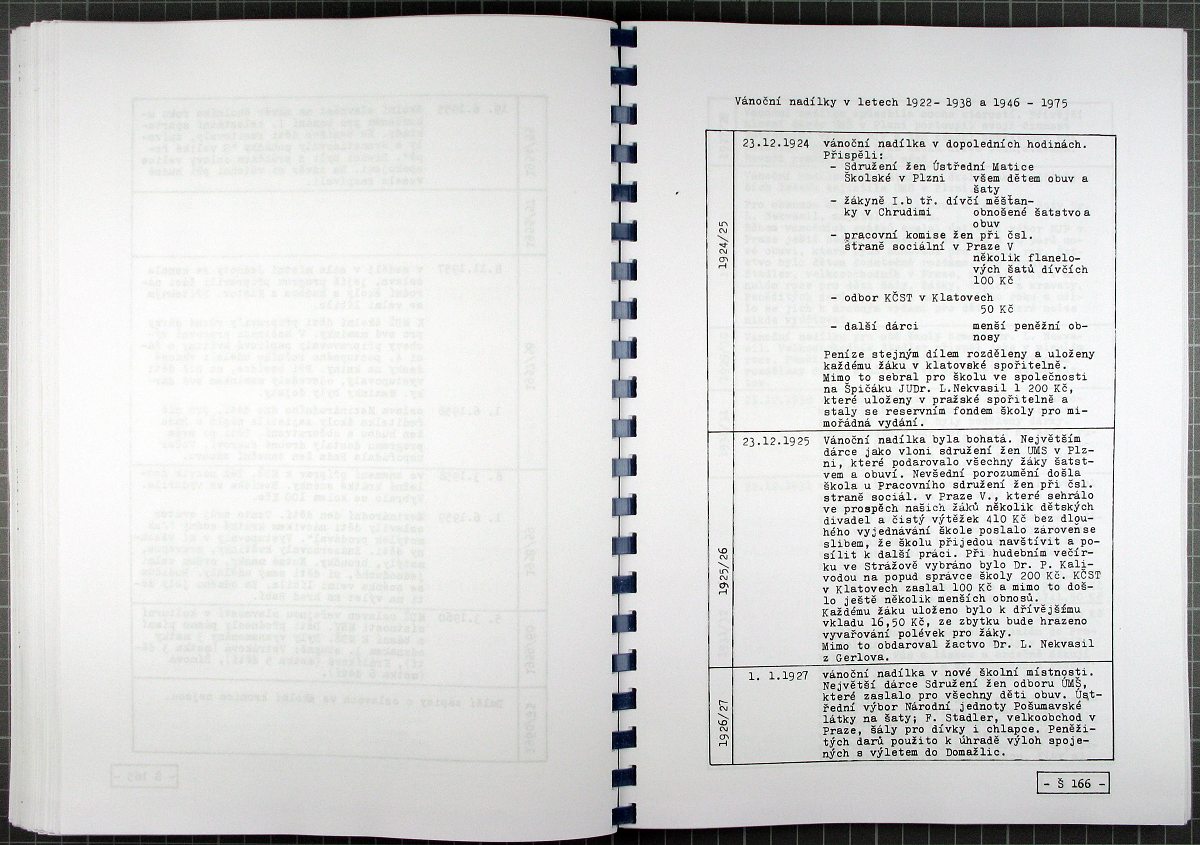 Vánoční nadílky v letech 1922- 1938 a 1946 - 1975
1924/25
23.12.1924 vánoční nadílka v dopoledních hodinách.
Přispěli:
- Sdružení žen Ústřední Matice
Školské v Plzni všem dětem obuv a
šaty
- žákyně I.b tř. dívčí měšťan-
ky v Chrudimi obnošené šatstvo a
obuv
- pracovní komise žen při čsl.
straně sociální v Praze V
několik flanelo-
vých šatů dívčích
100 Kč
- odbor KČST v Klatovech
50 Kč
- další dárci menší peněžní ob-
nosy
Peníze stejným dílem rozděleny a uloženy
každému žáku v klatovské spořitelně.
Mimo to sebral pro školu ve společnosti
na Špičáku JUDr. L.Nekvasil 1 200 Kč,
které uloženy v pražské spořitelně a
staly se reservním fondem školy pro mi-
mořádná vydání.
1925/26
23.12.1925 Vánoční nadílka byla bohatá. Největším
dárce jako vloni sdružení žen UMS v Plz-
ni, které podarovalo všechny žáky šatst-
vem a obuví. Nevšední porozumění došla
škola u Pracovního sdružení žen při čsl.
straně sociál. v Praze V., které sehrálo
ve prospěch našich žáků několik dětských
divadel a čistý výtěžek 410 Kč bez dlou-
hého vyjednávání škole poslalo zároveň se
slibem, že školu přijedou navštívit a po-
sílit k další práci. Při hudebním večír-
ku ve Strážově vybráno bylo Dr. P. Kali-
vodou na popud správce školy 200 Kč. KČST
v Klatovech zaslal 100 Kč a mimo to doš-
lo ještě několik menších obnosů.
Každému žáku uloženo bylo k dřívějšímu
vkladu 16,50 Kč, ze zbytku bude hrazeno
vyvařování polévek pro žáky.
Mimo to obdaroval žactvo Dr. L. Nekvasil
z Gerlova.
1926/27
1. 1.1927 vánoční nadílka v nové školní místnosti.
Největší dárce Sdružení žen odboru ÚMŠ,
které zaslalo pro všechny děti obuv. Úst-
řední výbor Národní jednoty Pošumavské
látky na šaty; F. Stadler, velkoobchod v
Praze, šály pro dívky i chlapce. Peněži-
tých darů použito k úhradě výloh spoje-
ných s výletem do Domažlic.
- Š 166 -